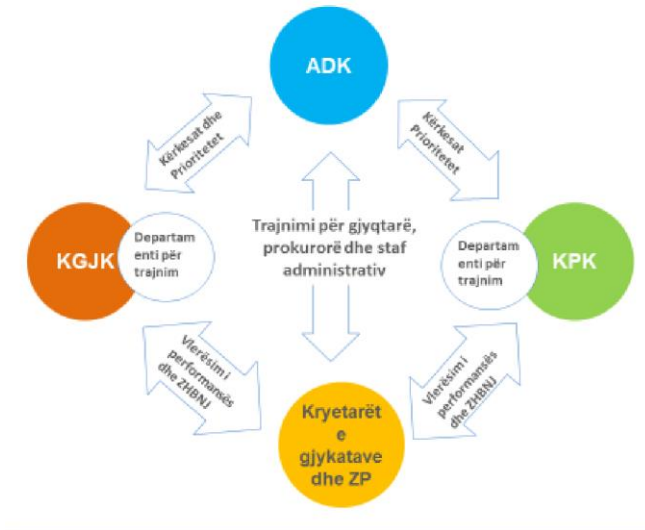 ADK
Kërkesat dhe
Prioritetet
Kërkesat
Prioritetet
KGJK
Departam
enti për
trajnim
Trajnimi për gjyqtarë,
prokurorë dhe staf
administrativ
Departam
enti për
trajnim
KPK
Vlerësimi i
performansës
dhe ZHBNJ
Vlerësimi i
performansës
dhe ZHBNJ
Kryetarët
e
gjykatave
dhe ZP